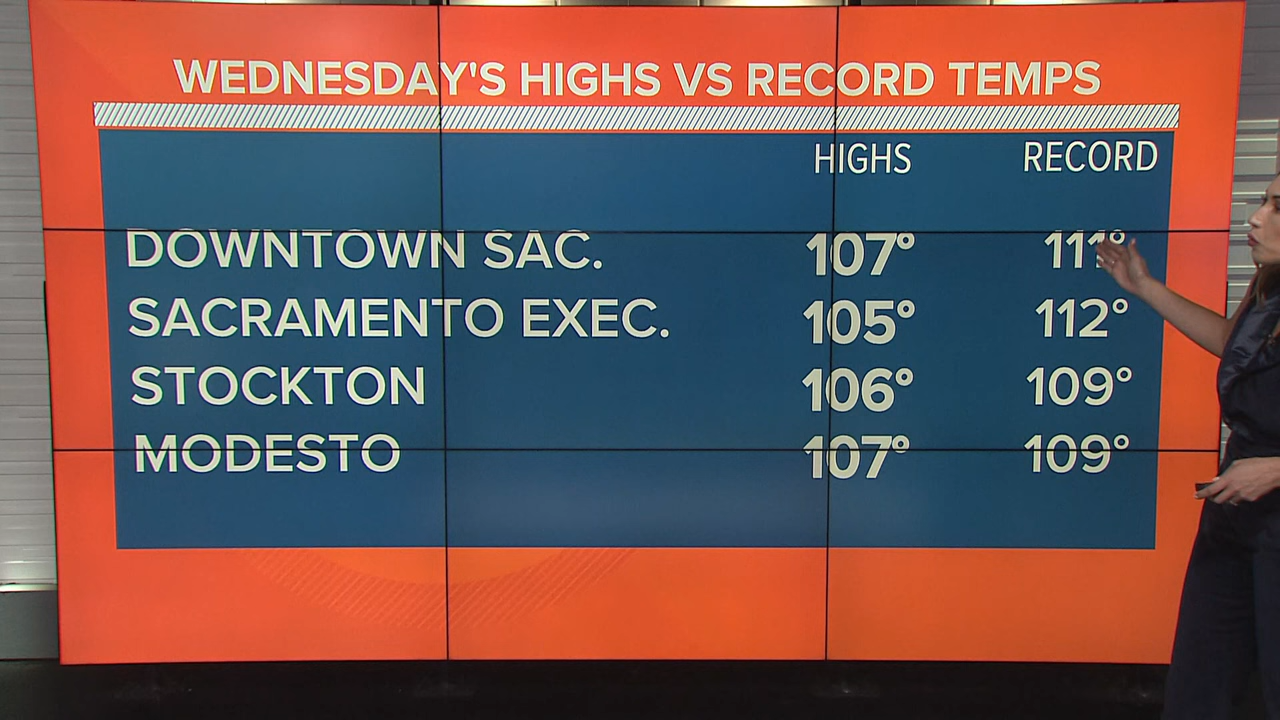 WEDNESDAY'S HIGHS VS RECORD TEMPS
HIGHS RECORD
DOWNTOWN SAC. 107° 111°
SACRAMENTO EXEC. 105° 112°
STOCKTON 106° 109°
MODESTO 107° 109°